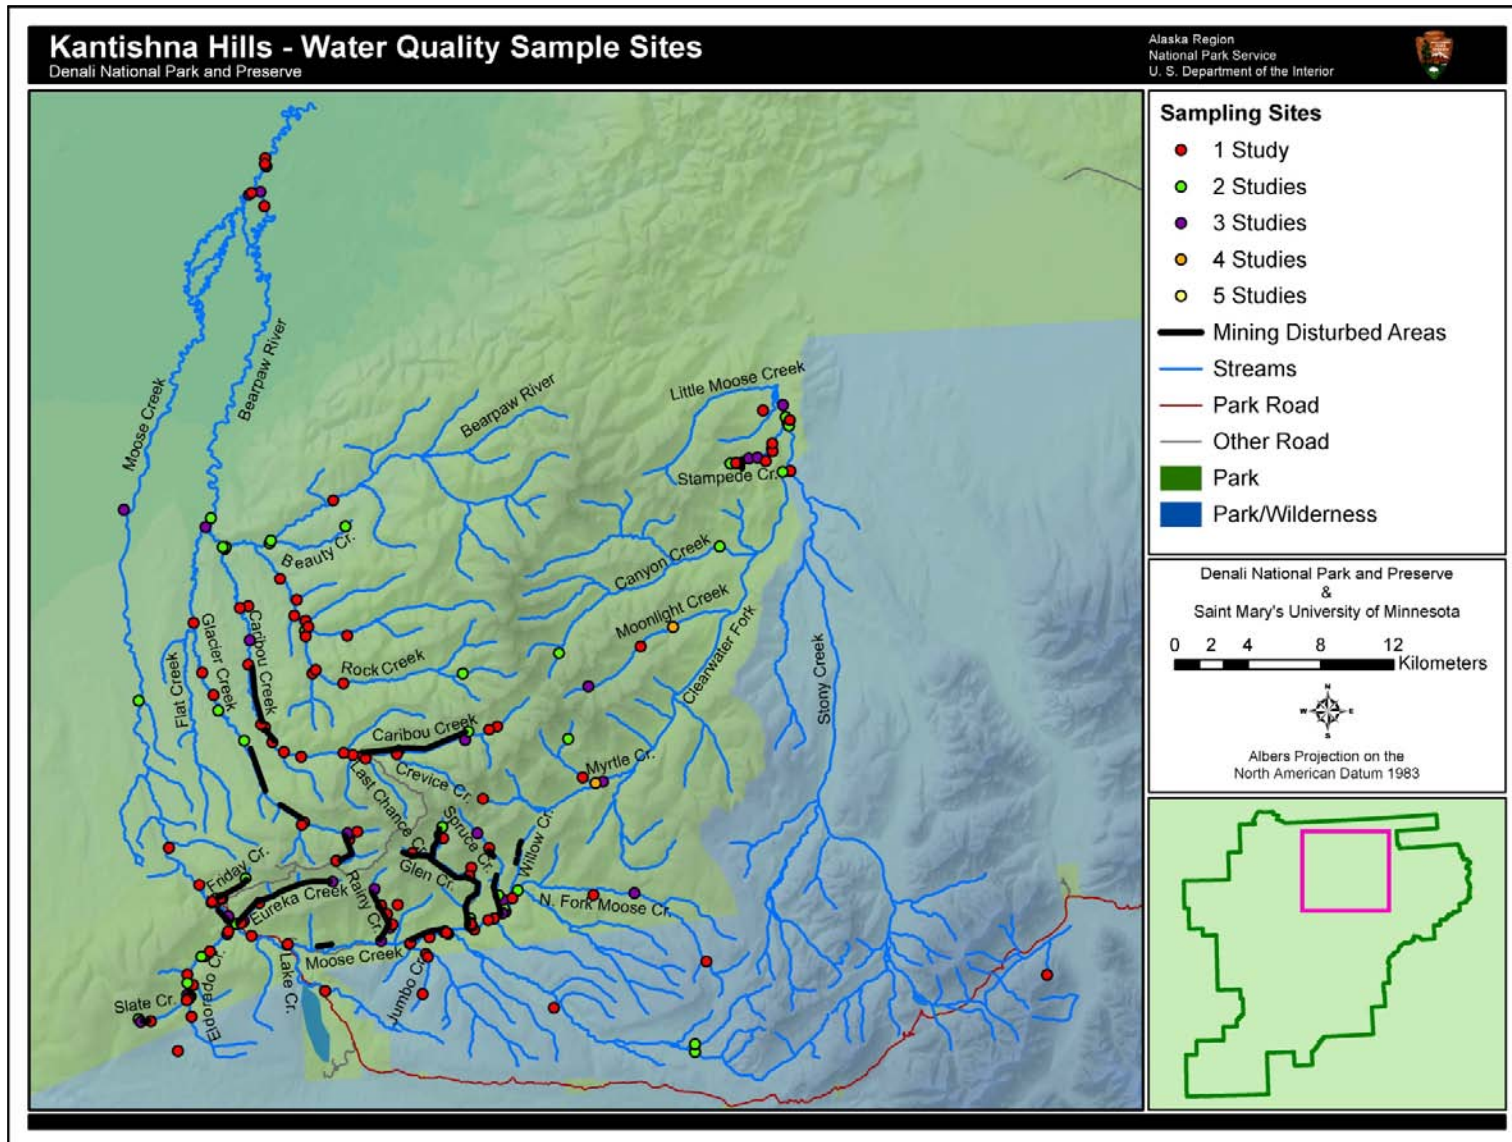 Kantishna Hills - Water Quality Sample Sites
Denali National Park and Preserve
Alaska Region
National Park Service
U. S. Department of the Interior
Sampling Sites
1 Study
2 Studies
3 Studies
4 Studies
5 Studies
Mining Disturbed Areas
Streams
Park Road
Other Road
Park
Park/Wilderness
Denali National Park and Preserve
&
Saint Mary's University of Minnesota
0 2 4 8 12
Kilometers
N
W E
S
Albers Projection on the
North American Datum 1983
Moose Creek
Bearpaw River
Bearpaw River
Little Moose Creek
Stampede Cr.
Beauty Cr.
Canyon Creek
Moonlight Creek
Clearwater Fork
Stony Creek
Glacier Creek
Caribou Creek
Flat Creek
Rock Creek
Caribou Creek
Crevice Cr.
Last Chance Cr.
Myrtle Cr.
Spruce Cr.
Willow Cr.
Glen Cr.
Friday Cr.
Eureka Creek
Rainy Cr.
N. Fork Moose Cr.
Moose Creek
Jumbo Cr.
Lake Cr.
Eldorado Cr.
Slate Cr.